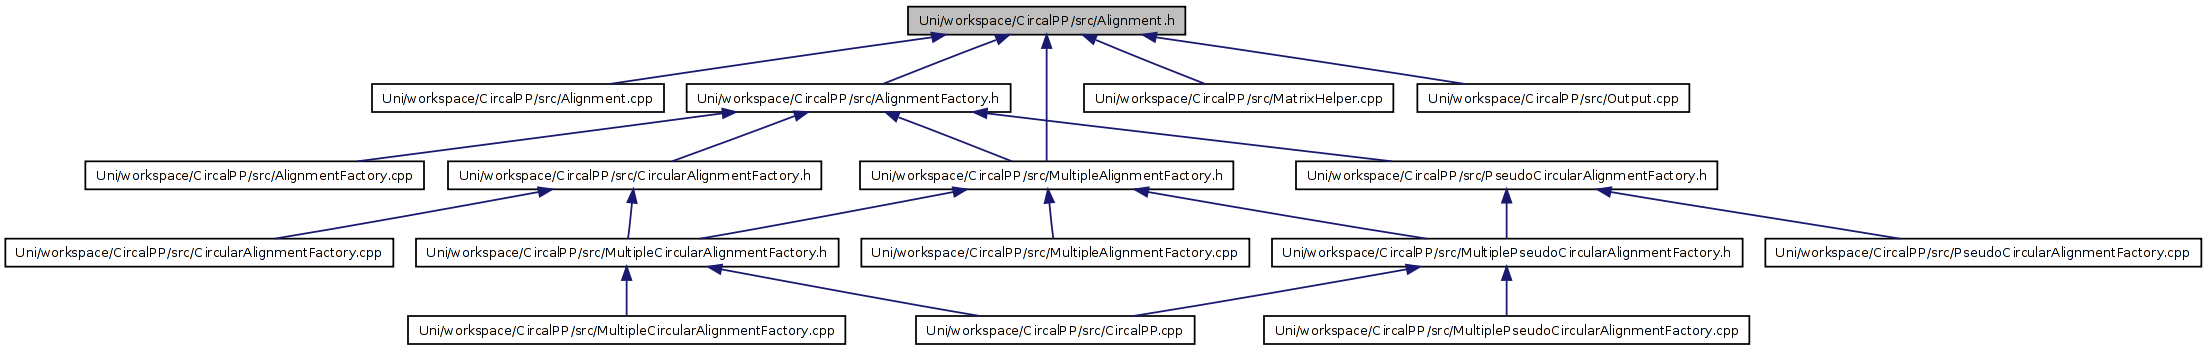 Uni/workspace/CircalPP/src/Alignment.h
Uni/workspace/CircalPP/src/Alignment.cpp
Uni/workspace/CircalPP/src/AlignmentFactory.h
Uni/workspace/CircalPP/src/MatrixHelper.cpp
Uni/workspace/CircalPP/src/Output.cpp
Uni/workspace/CircalPP/src/AlignmentFactory.cpp
Uni/workspace/CircalPP/src/CircularAlignmentFactory.h
Uni/workspace/CircalPP/src/MultipleAlignmentFactory.h
Uni/workspace/CircalPP/src/PseudoCircularAlignmentFactory.h
Uni/workspace/CircalPP/src/CircularAlignmentFactory.cpp
Uni/workspace/CircalPP/src/MultipleCircularAlignmentFactory.h
Uni/workspace/CircalPP/src/MultipleAlignmentFactory.cpp
Uni/workspace/CircalPP/src/MultiplePseudoCircularAlignmentFactory.h
Uni/workspace/CircalPP/src/PseudoCircularAlignmentFactory.cpp
Uni/workspace/CircalPP/src/MultipleCircularAlignmentFactory.cpp
Uni/workspace/CircalPP/src/CircalPP.cpp
Uni/workspace/CircalPP/src/MultiplePseudoCircularAlignmentFactory.cpp